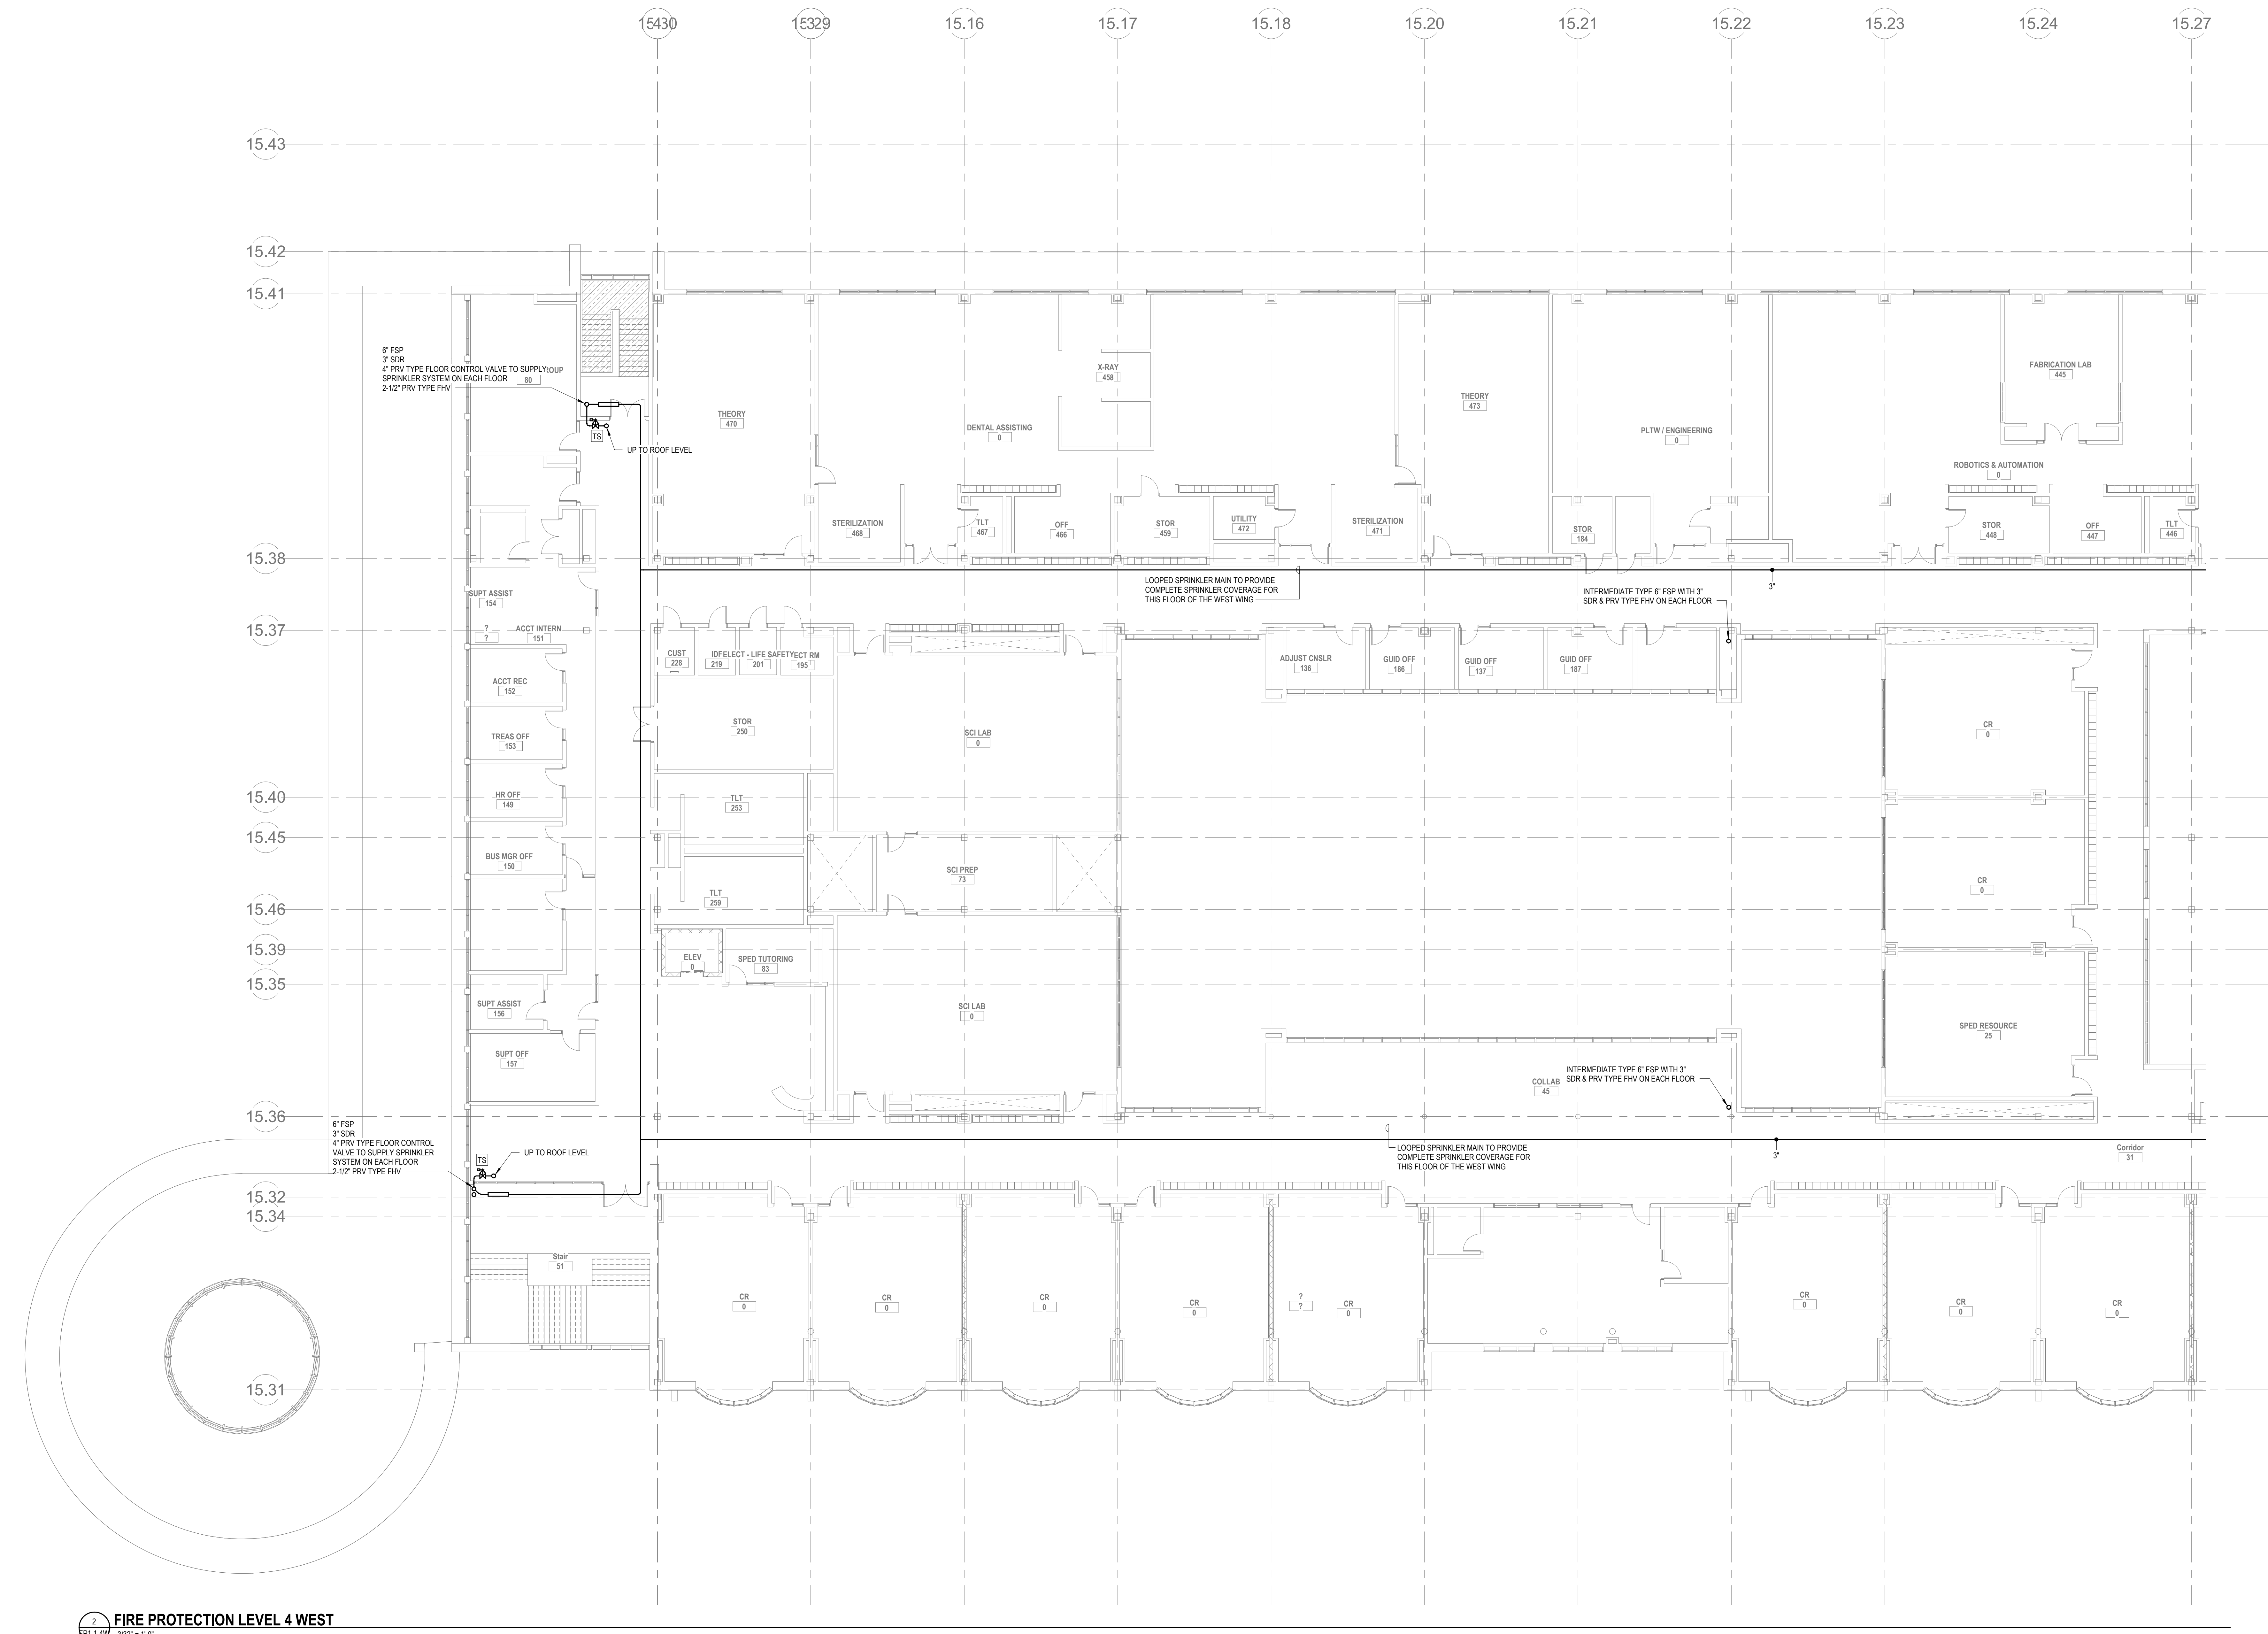 15.16
15.17
15.18
15.20
15.21
15.22
15.23
15.24
15.27
15.43
15.42
15.41
6" FSP
3" SDR
4" PRV TYPE FLOOR CONTROL VALVE TO SUPPLY
SPRINKLER SYSTEM ON EACH FLOOR
80
2-1/2" PRV TYPE FHV
TS
UP TO ROOF LEVEL
THEORY
470
DENTAL ASSISTING
0
X-RAY
458
THEORY
473
PLTW / ENGINEERING
0
FABRICATION LAB
445
ROBOTICS & AUTOMATION
0
STERILIZATION
468
TLT
467
OFF
466
STOR
459
UTILITY
472
STERILIZATION
471
STOR
184
STOR
448
OFF
447
TLT
446
15.38
LOOPED SPRINKLER MAIN TO PROVIDE
COMPLETE SPRINKLER COVERAGE FOR
THIS FLOOR OF THE WEST WING
3"
INTERMEDIATE TYPE 6" FSP WITH 3"
SDR & PRV TYPE FHV ON EACH FLOOR
SUPT ASSIST
154
?
?
ACCT INTERN
151
15.37
CUST
228
219
ELECT - LIFE SAFETY
201
195
ADJUST CNSLR
136
GUID OFF
186
GUID OFF
137
GUID OFF
187
ACCT REC
152
TREAS OFF
153
STOR
250
SCI LAB
0
CR
0
15.40
HR OFF
149
TLT
253
15.45
BUS MGR OFF
150
SCI PREP
73
CR
0
TLT
259
15.46
15.39
ELEV
0
SPED TUTORING
83
15.35
SUPT ASSIST
156
SCI LAB
0
SPED RESOURCE
25
SUPT OFF
157
INTERMEDIATE TYPE 6" FSP WITH 3"
SDR & PRV TYPE FHV ON EACH FLOOR
COLLAB
45
15.36
6" FSP
3" SDR
4" PRV TYPE FLOOR CONTROL
VALVE TO SUPPLY SPRINKLER
SYSTEM ON EACH FLOOR
2-1/2" PRV TYPE FHV
TS
UP TO ROOF LEVEL
LOOPED SPRINKLER MAIN TO PROVIDE
COMPLETE SPRINKLER COVERAGE FOR
THIS FLOOR OF THE WEST WING
3"
Corridor
31
15.32
15.34
Stair
51
CR
0
CR
0
CR
0
CR
0
?
?
CR
0
CR
0
CR
0
CR
0
15.31
2
FIRE PROTECTION LEVEL 4 WEST